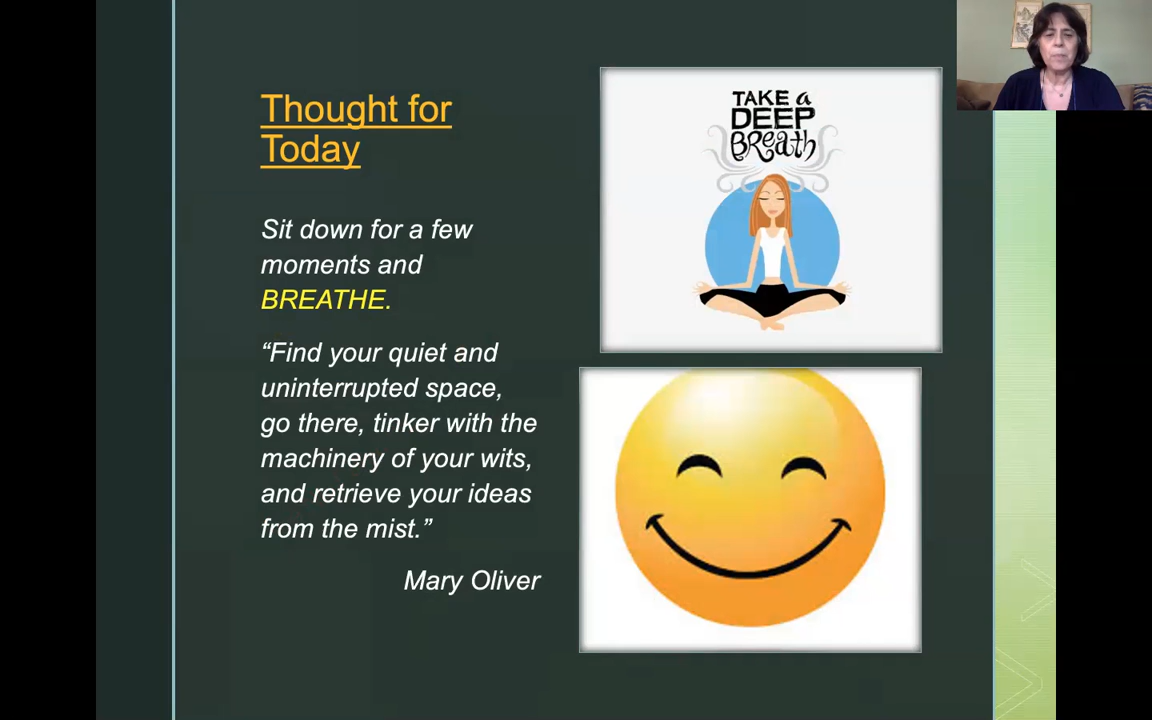 Thought for
Today
Sit down for a few
moments and
BREATHE.
“Find your quiet and
uninterrupted space,
go there, tinker with the
machinery of your wits,
and retrieve your ideas
from the mist.”
Mary Oliver
TAKE a
DEEP
BReath